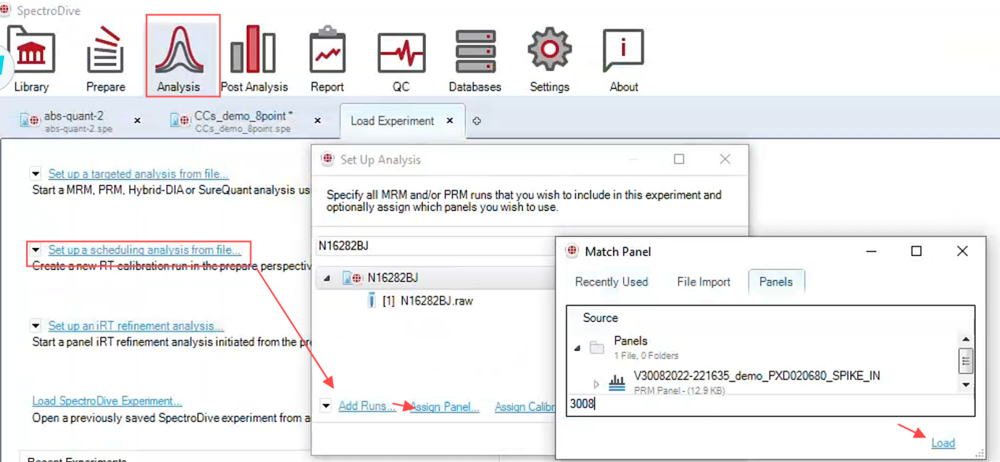 SpectroDive
Library
Prepare
Analysis
Post Analysis
Report
QC
Databases
Settings
About
abs-quant-2
abs-quant-2.spe
CCs_demo_8point *
CCs_demo_8point.spe
Load Experiment
Set up a targeted analysis from file...
Start a MRM, PRM, Hybrid-DIA or SureQuant analysis us
Set up a scheduling analysis from file...
Create a new RT calibration run in the prepare perspectiv
Set up an iRT refinement analysis...
Start a panel iRT refinement analysis initiated from the pr
Load SpectroDive Experiment...
Open a previously saved SpectroDive experiment from a
Recent Experiments
Set Up Analysis
Specify all MRM and/or PRM runs that you wish to include in this experiment and
optionally assign which panels you wish to use.
N16282BJ
N16282BJ
[1] N16282BJ.raw
Add Runs... Assign Panel... Assign Calibr
Match Panel
Recently Used
File Import
Panels
Source
Panels
1 File, 0 Folders
V30082022-221635_demo_PXD020680_SPIKE_IN
PRM Panel - (12.9 KB)
3008
Load